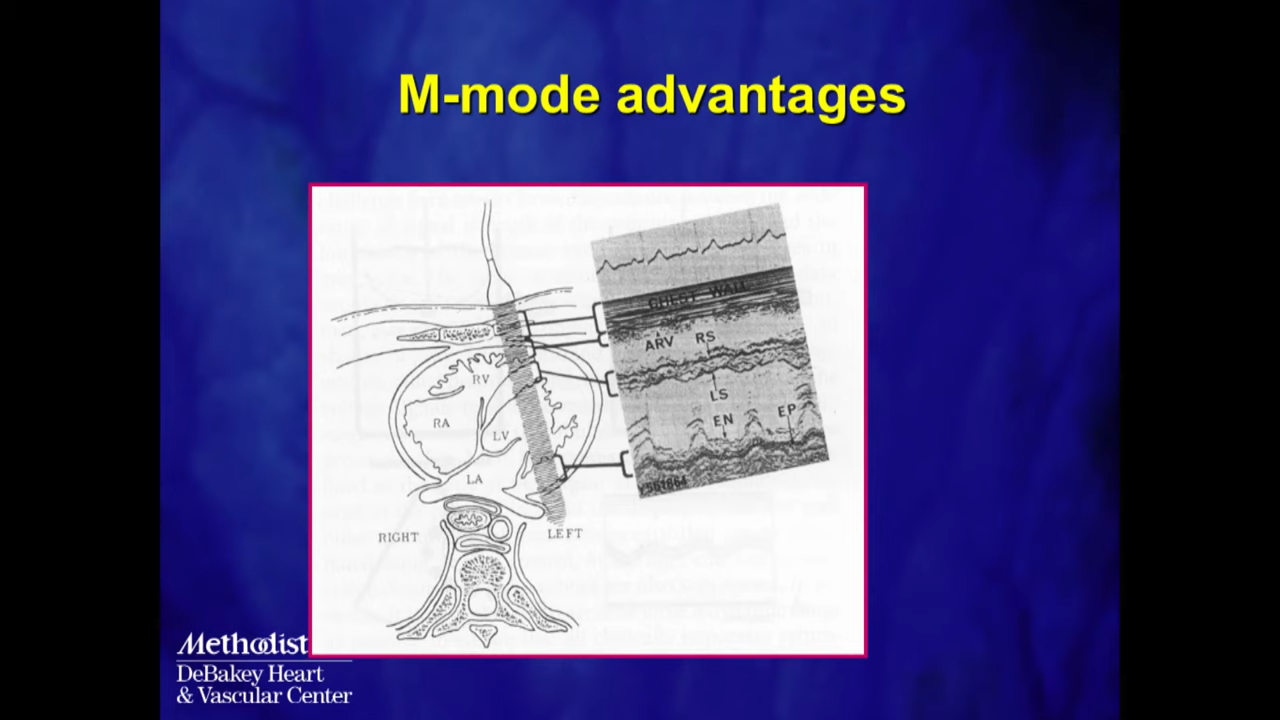 M-mode advantages
CHEST WALL
ARV RS
LS
EN
EP
RV
RA
LV
LA
RIGHT
LEFT
Methodist
DeBakey Heart
& Vascular Center